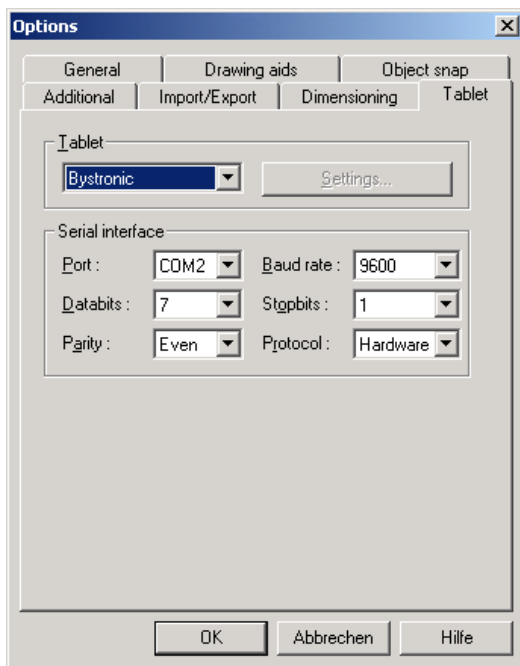 Options
General Drawing aids Object snap
Additional Import/Export Dimensioning Tablet
Tablet
Bystronic Settings...
Serial interface
Port : COM2 Baud rate : 9600
Databits : 7 Stopbits : 1
Parity : Even Protocol : Hardware
OK Abbrechen Hilfe